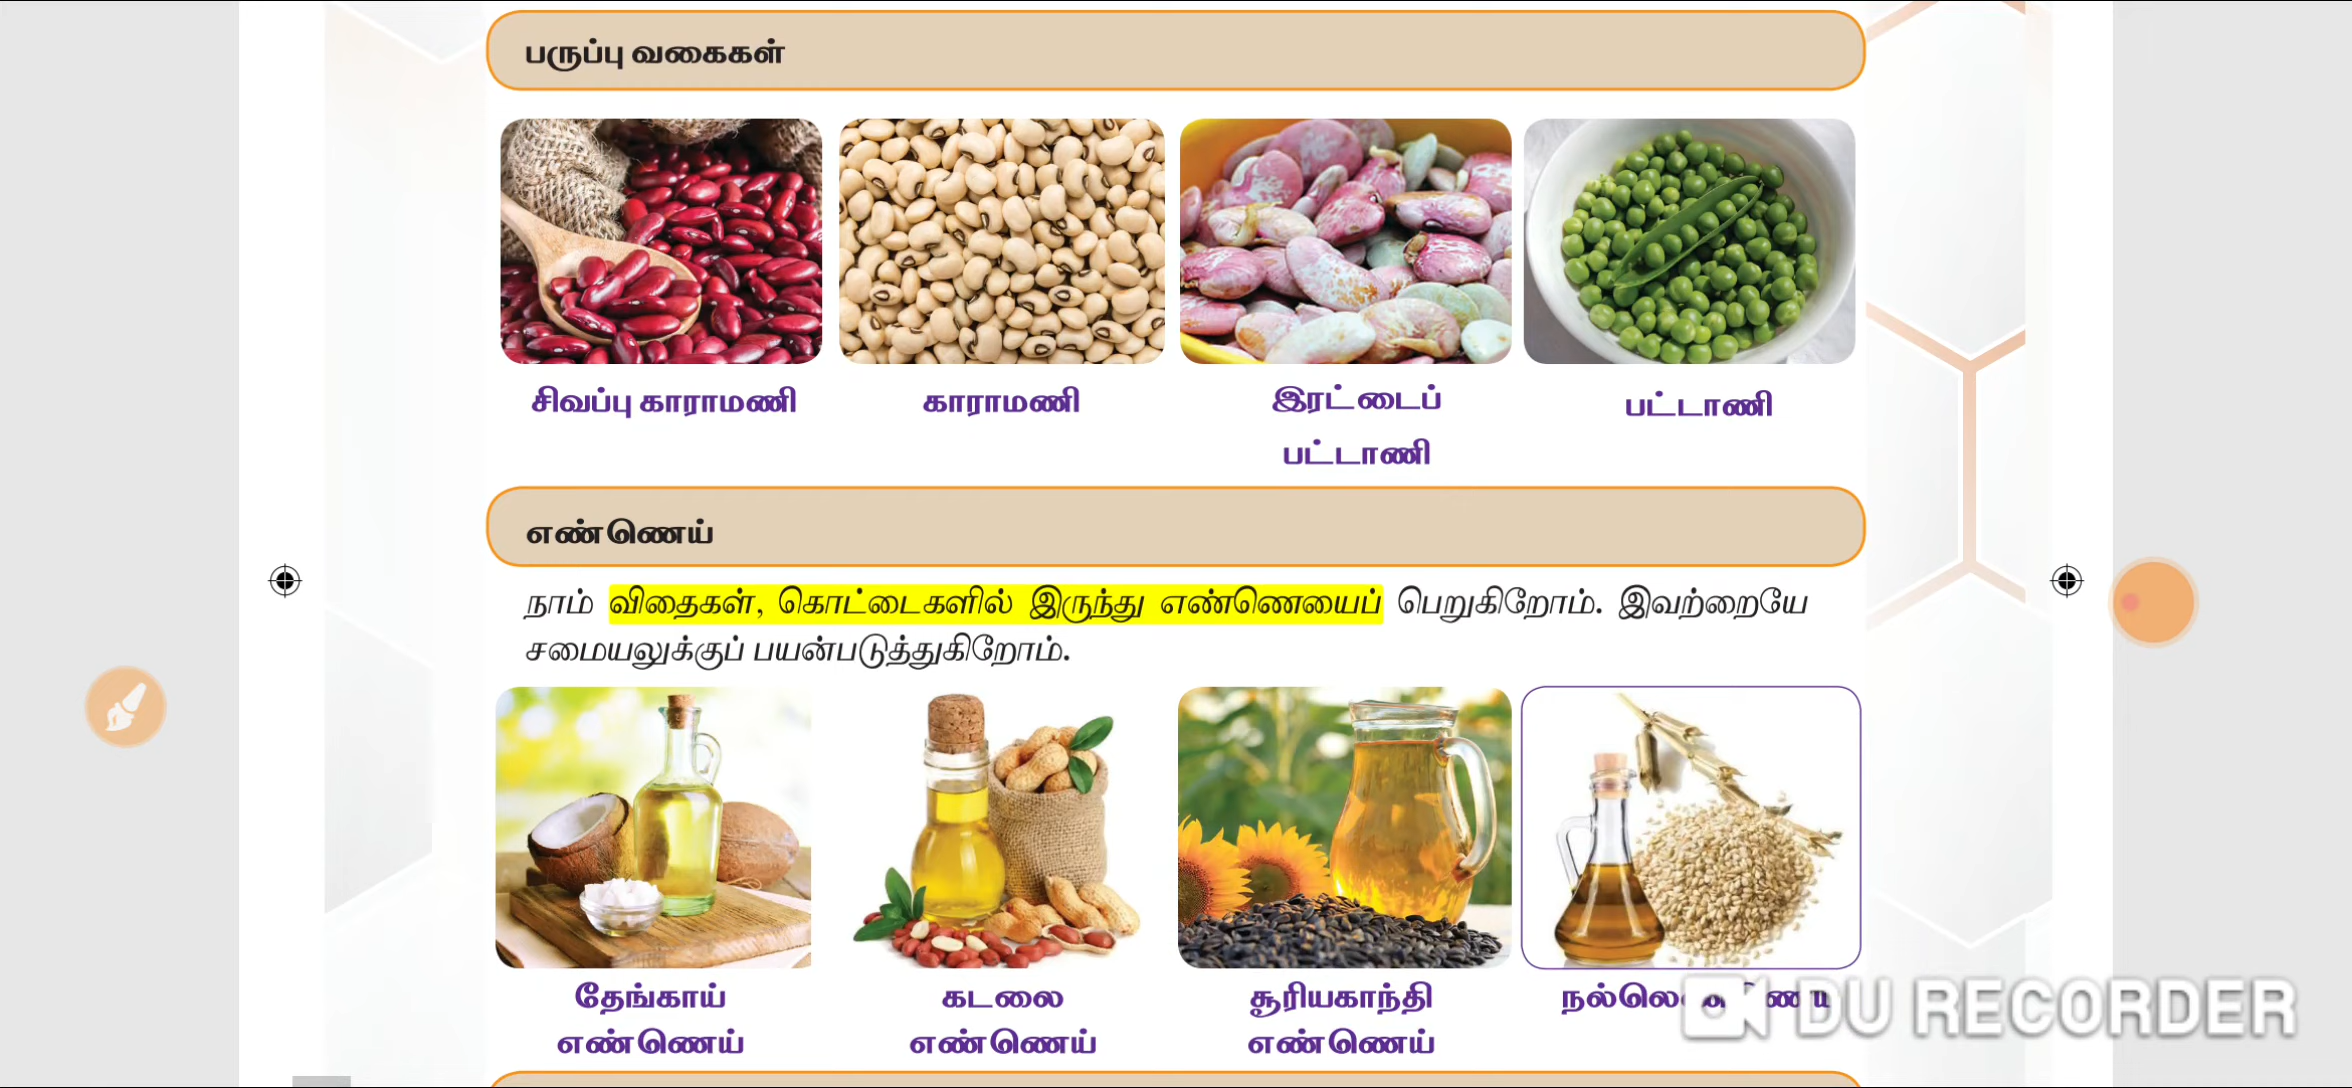 பருப்பு வகைகள்
சிவப்பு காராமணி
காராமணி
இரட்டைப்
பட்டாணி
பட்டாணி
எண்ணெய்
நாம் விதைகள், கொட்டைகளில் இருந்து எண்ணெயைப் பெறுகிறோம். இவற்றையே
சமையலுக்குப் பயன்படுத்துகிறோம்.
தேங்காய்
எண்ணெய்
கடலை
எண்ணெய்
சூரியகாந்தி
எண்ணெய்
DU RECORDER